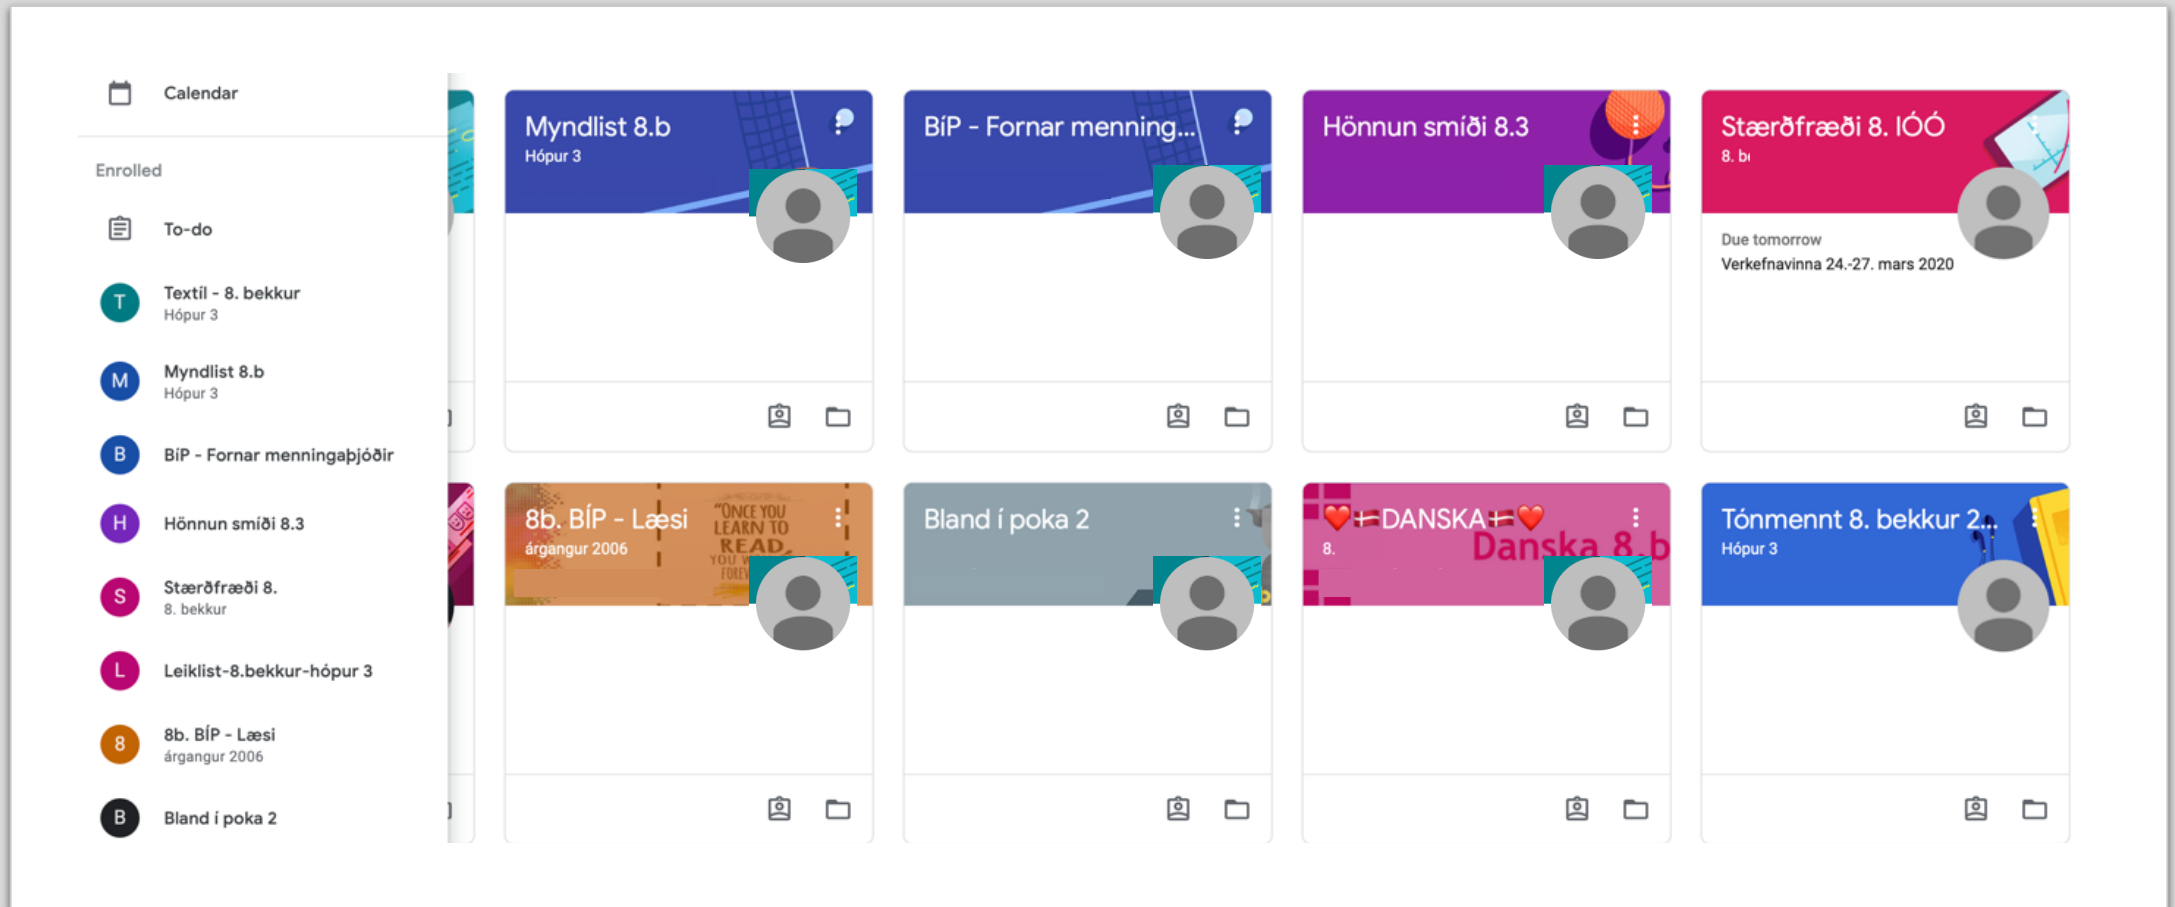 Calendar
Enrolled
To-do
Textíl - 8. bekkur
Hópur 3
Myndlist 8.b
Hópur 3
BíP - Fornar menningaþjóðir
Hönnun smíði 8.3
Stærðfræði 8.
8. bekkur
Leiklist-8.bekkur-hópur 3
8b. BÍP - Læsi
árgangur 2006
Bland í poka 2
Myndlist 8.b
Hópur 3
BíP - Fornar menning...
Hönnun smíði 8.3
Stærðfræði 8. IÓÓ
8. b
Due tomorrow
Verkefnavinna 24.-27. mars 2020
8b. BÍP - Læsi
árgangur 2006
"ONCE YOU
LEARN TO
READ,
YOU
Bland í poka 2
❤️🇩🇰DANSKA🇩🇰❤️
8.
Danska 8.b
Tónmennt 8. bekkur 2...
Hópur 3